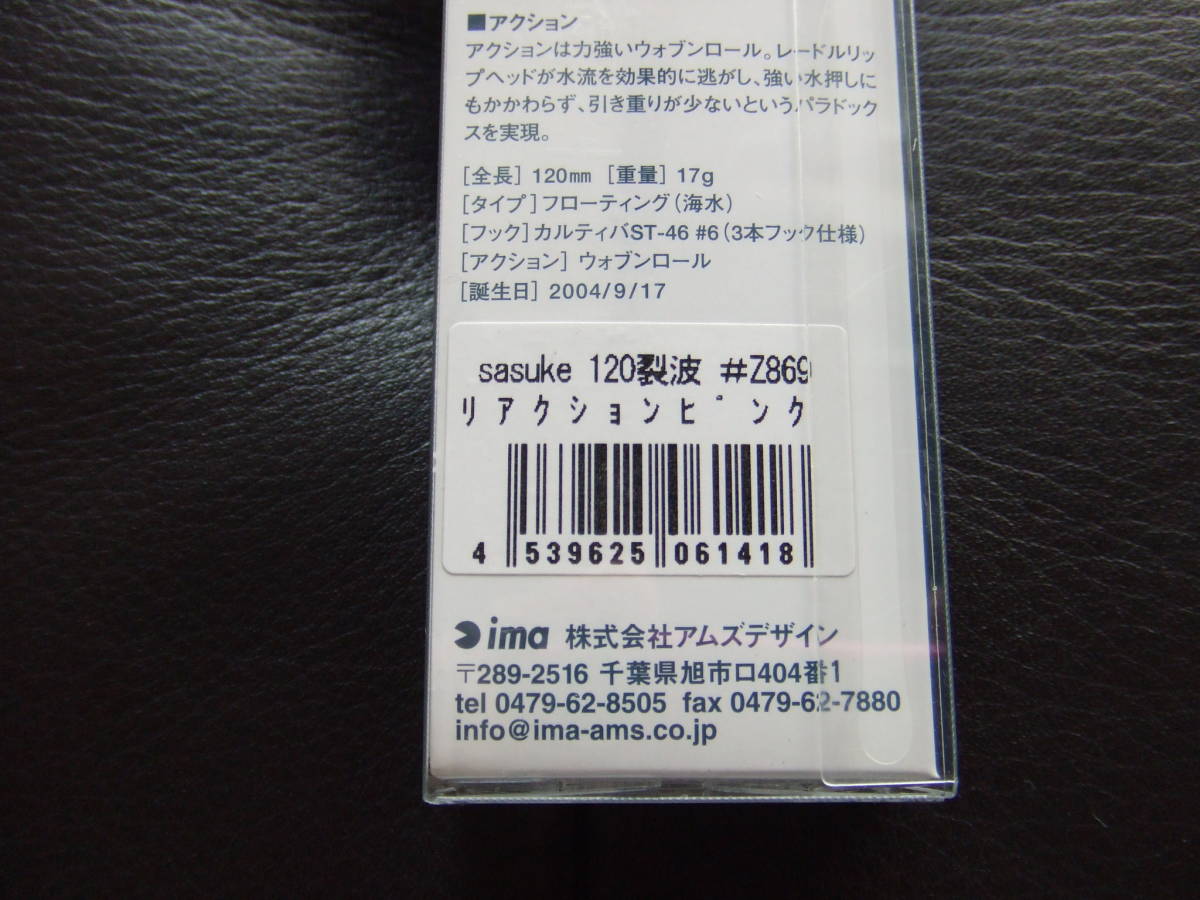 ■アクション
アクションは力強いウォブンロール。レードルリッ
プヘッドが水流を効果的に逃がし、強い水押しに
もかかわらず、引き重りが少ないというパラドック
スを実現。
[全長] 120mm [重量] 17g
[タイプ]フローティング(海水)
[フック]カルティバST-46 #6(3本フック仕様)
[アクション] ウォブンロール
[誕生日] 2004/9/17
sasuke 120裂波 #Z869
リアクションピンク
4 539625 061418
ima 株式会社アムズデザイン
〒289-2516 千葉県旭市ロ404番1
tel 0479-62-8505 fax 0479-62-7880
info@ima-ams.co.jp